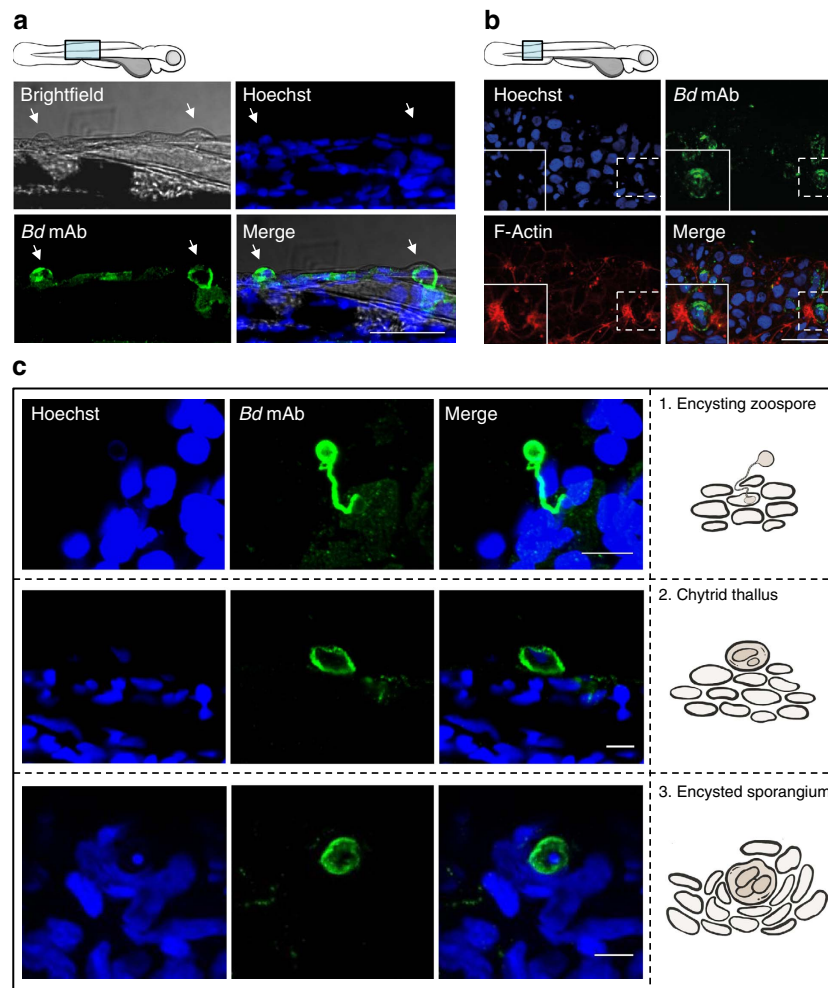 a
Brightfield
Hoechst
Bd mAb
Merge
b
Hoechst
Bd mAb
F-Actin
Merge
c
Hoechst
Bd mAb
Merge
1. Encysting zoospore
2. Chytrid thallus
3. Encysted sporangium